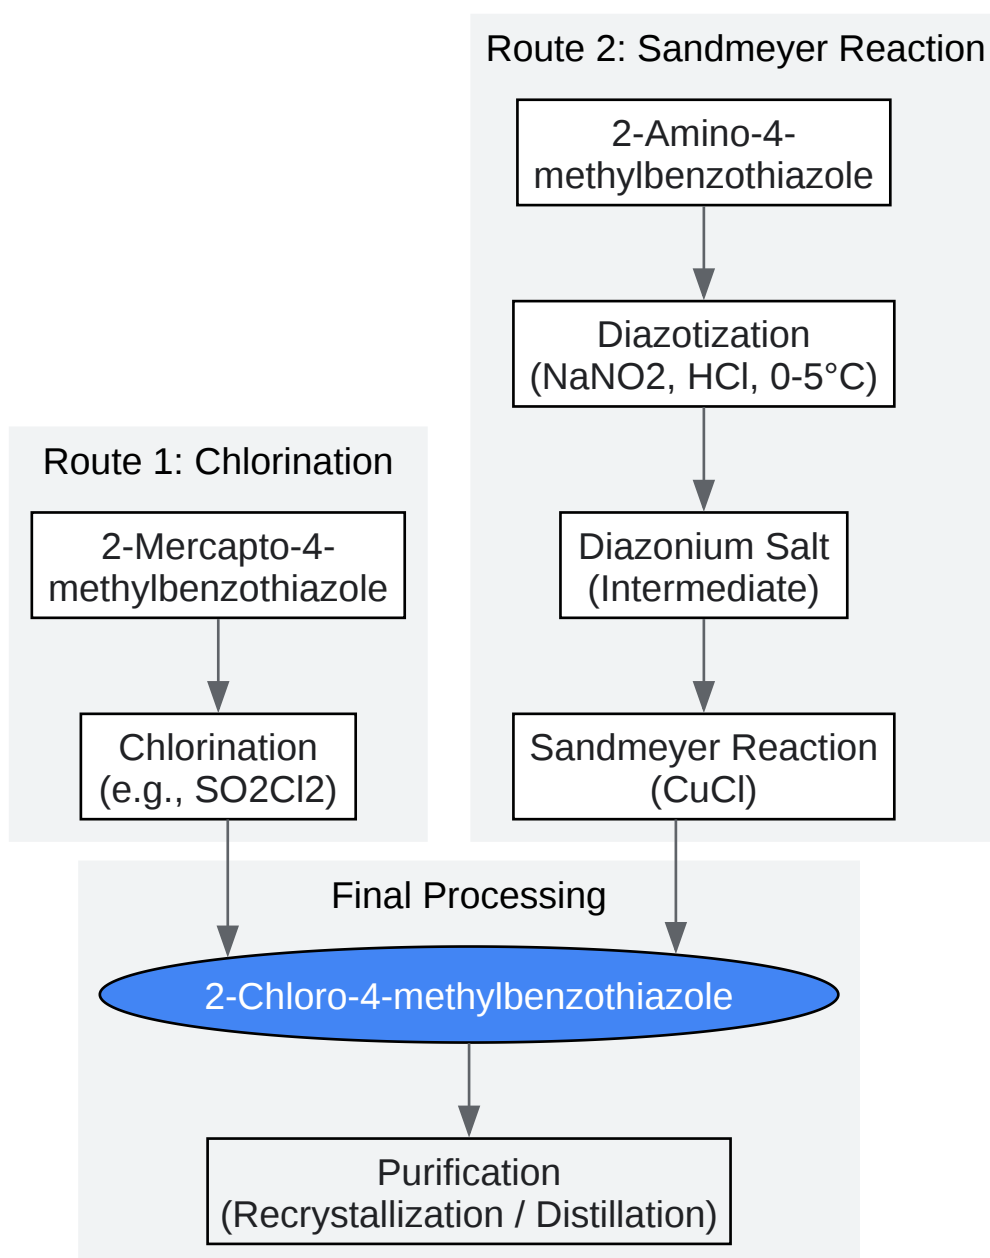 Route 2: Sandmeyer Reaction
2-Amino-4-
methylbenzothiazole
Diazotization
(NaNO2, HCl, 0-5°C)
Diazonium Salt
(Intermediate)
Sandmeyer Reaction
(CuCl)
Route 1: Chlorination
2-Mercapto-4-
methylbenzothiazole
Chlorination
(e.g., SO2Cl2)
Final Processing
2-Chloro-4-methylbenzothiazole
Purification
(Recrystallization / Distillation)